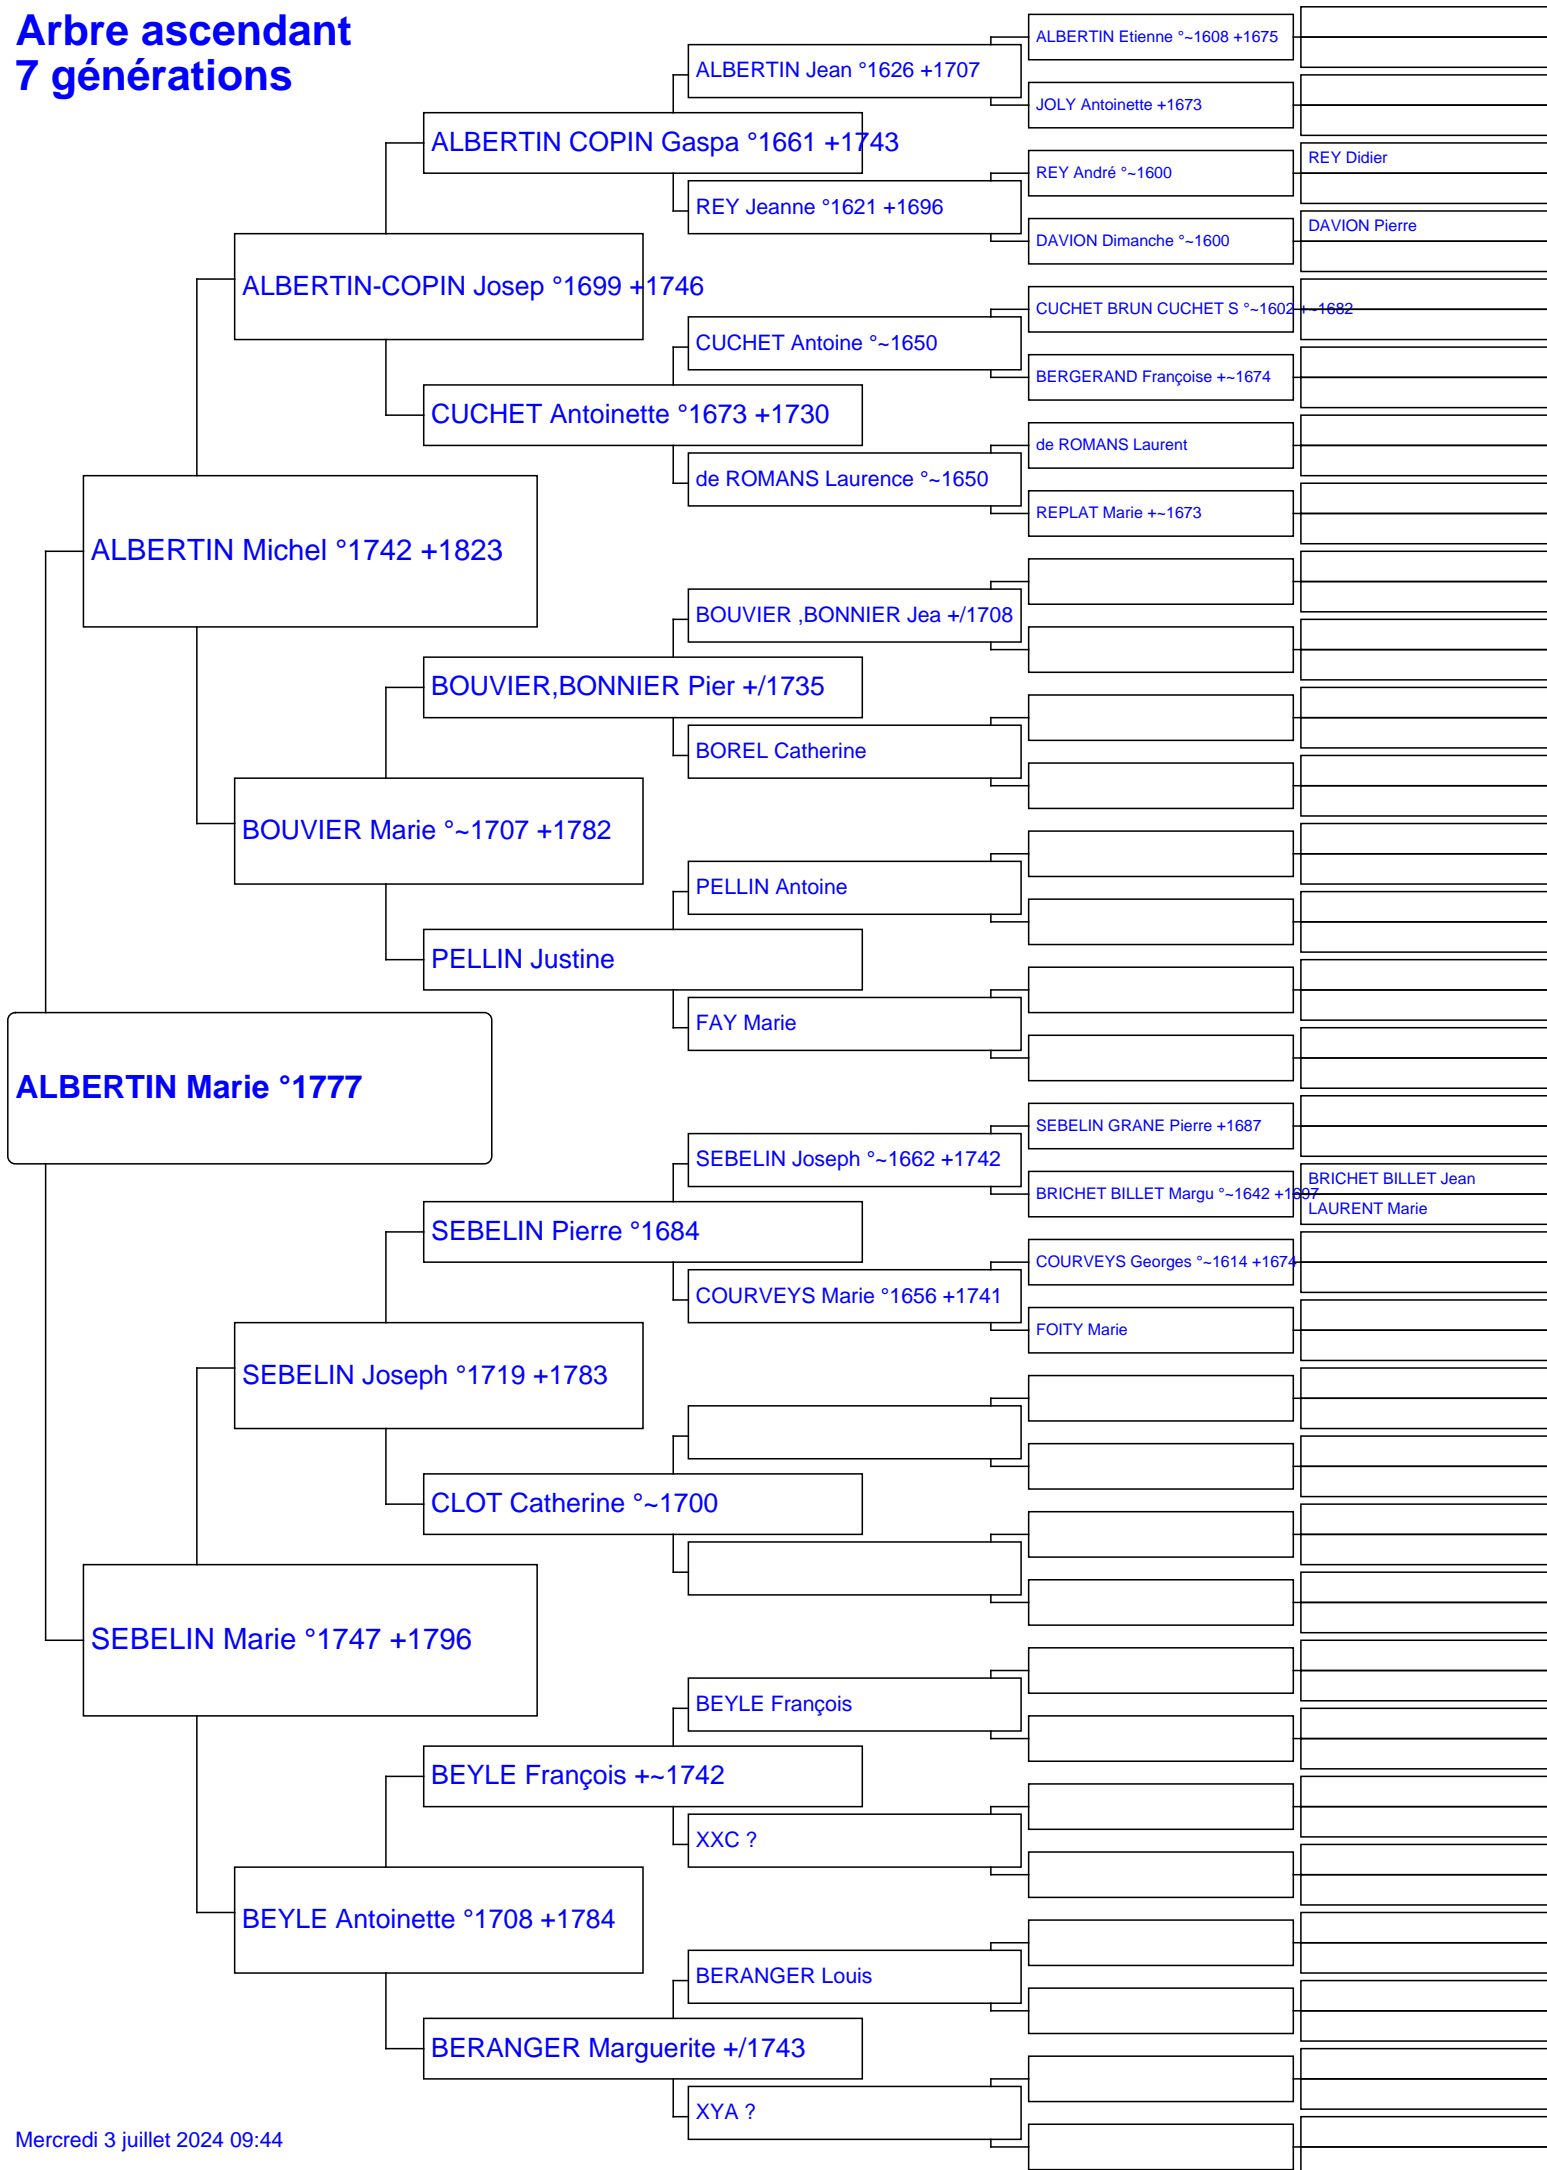 Arbre ascendant
7 générations
ALBERTIN Etienne °~1608 +1675
ALBERTIN Jean °1626 +1707
JOLY Antoinette +1673
ALBERTIN COPIN Gaspa °1661 +1743
REY Didier
REY André °~1600
REY Jeanne °1621 +1696
DAVION Pierre
DAVION Dimanche °~1600
ALBERTIN-COPIN Josep °1699 +1746
CUCHET BRUN CUCHET S °~1602 +~1682
CUCHET Antoine °~1650
BERGERAND Françoise +~1674
CUCHET Antoinette °1673 +1730
de ROMANS Laurent
de ROMANS Laurence °~1650
REPLAT Marie +~1673
ALBERTIN Michel °1742 +1823
BOUVIER ,BONNIER Jea +/1708
BOUVIER,BONNIER Pier +/1735
BOREL Catherine
BOUVIER Marie °~1707 +1782
PELLIN Antoine
PELLIN Justine
FAY Marie
ALBERTIN Marie °1777
SEBELIN GRANE Pierre +1687
SEBELIN Joseph °~1662 +1742
BRICHET BILLET Jean
BRICHET BILLET Margu °~1642 +1697
LAURENT Marie
SEBELIN Pierre °1684
COURVEYS Georges °~1614 +1674
COURVEYS Marie °1656 +1741
FOITY Marie
SEBELIN Joseph °1719 +1783
CLOT Catherine °~1700
SEBELIN Marie °1747 +1796
BEYLE François
BEYLE François +~1742
XXC ?
BEYLE Antoinette °1708 +1784
BERANGER Louis
BERANGER Marguerite +/1743
XYA ?
Mercredi 3 juillet 2024 09:44